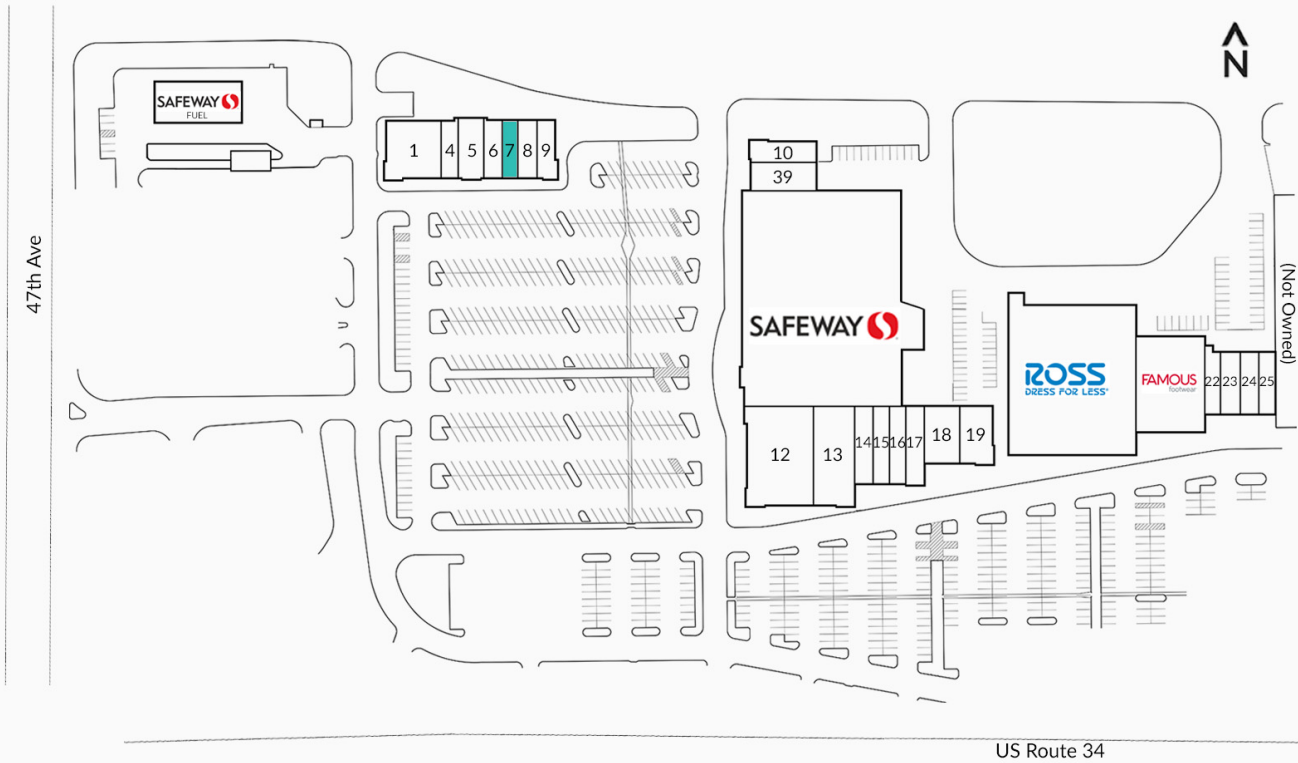 N
SAFEWAY
FUEL
1
4
5
6
7
8
9
10
39
47th Ave
SAFEWAY
(Not Owned)
ROSS
DRESS FOR LESS®
FAMOUS
footwear
22
23
24
25
12
13
14
15
16
17
18
19
US Route 34